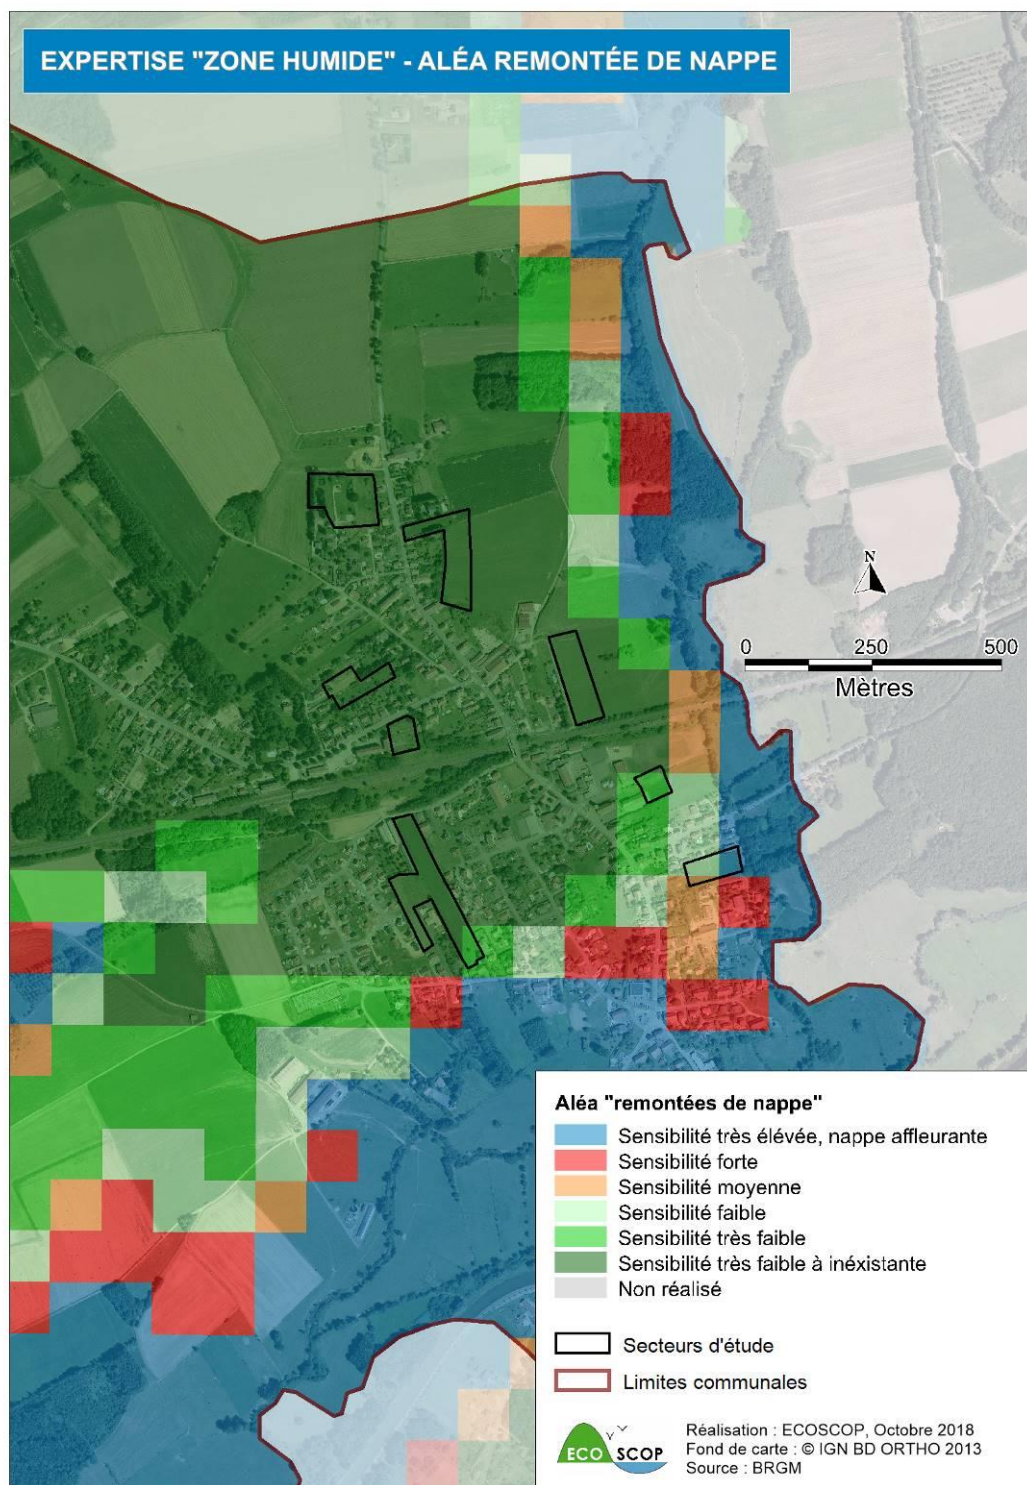 EXPERTISE "ZONE HUMIDE" - ALÉA REMONTÉE DE NAPPE
N
0 250 500
Mètres
Aléa "remontées de nappe"
Sensibilité très élévée, nappe affleurante
Sensibilité forte
Sensibilité moyenne
Sensibilité faible
Sensibilité très faible
Sensibilité très faible à inéxistante
Non réalisé
Secteurs d'étude
Limites communales
ECO SCOP
Réalisation : ECOSCOP, Octobre 2018
Fond de carte : © IGN BD ORTHO 2013
Source : BRGM